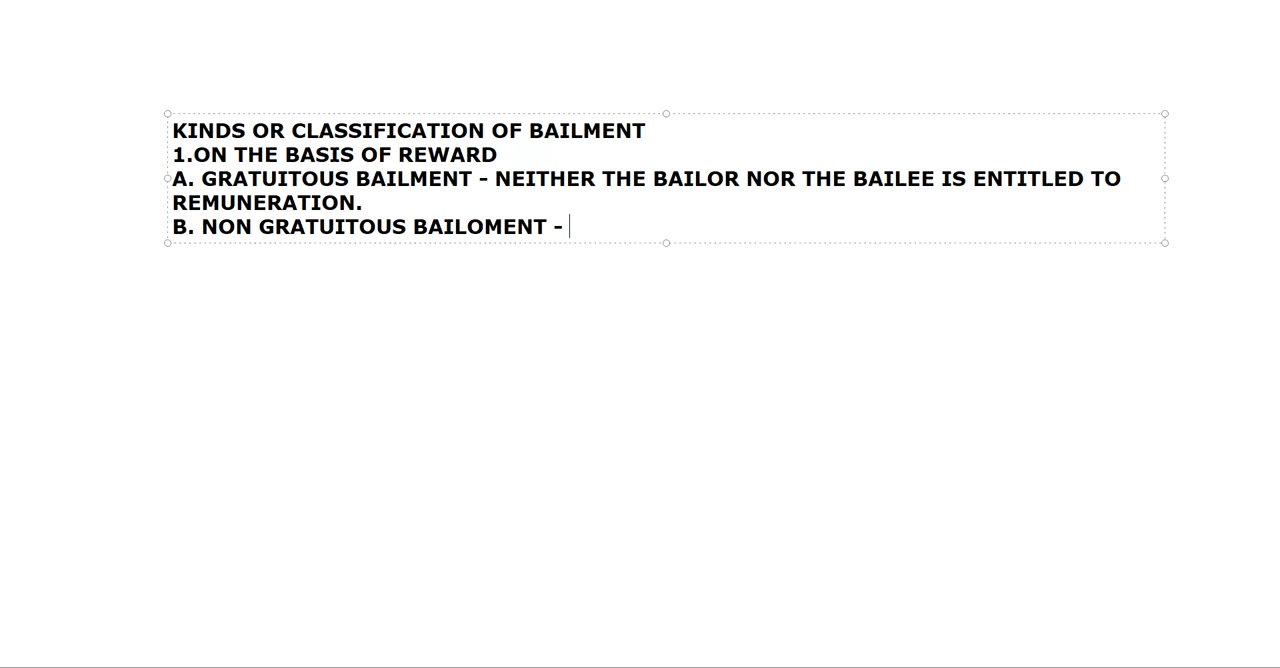 KINDS OR CLASSIFICATION OF BAILMENT
1.ON THE BASIS OF REWARD
A. GRATUITOUS BAILMENT – NEITHER THE BAILOR NOR THE BAILEE IS ENTITLED TO
REMUNERATION.
B. NON GRATUITOUS BAILOMENT –